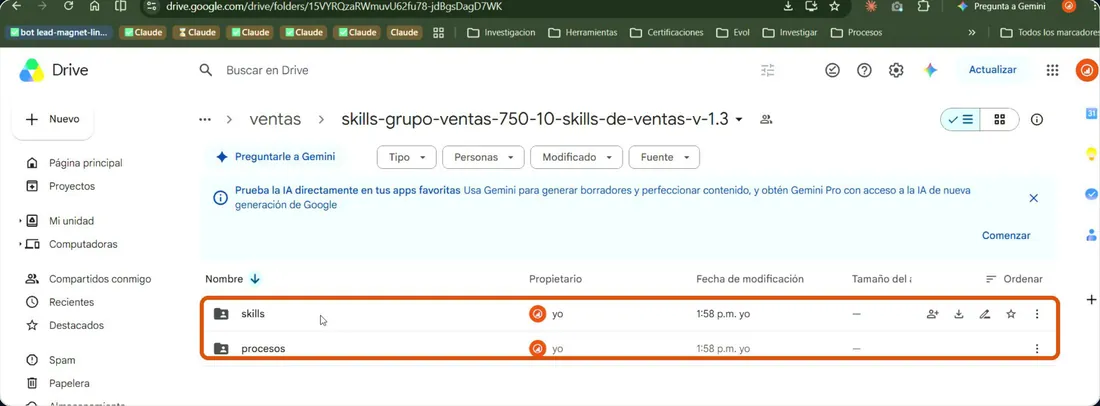 drive.google.com/drive/folders/15VYRQzaRWmuvU62fu78-jdBgsDagD7WK
Pregunta a Gemini
bot lead-magnet-lin...
Claude
Claude
Claude
Claude
Claude
Claude
Investigacion
Herramientas
Certificaciones
Evol
Investigar
Procesos
»
Todos los marcadores
Drive
Buscar en Drive
Actualizar
Nuevo
... > ventas > skills-grupo-ventas-750-10-skills-de-ventas-v-1.3
Preguntarle a Gemini
Tipo
Personas
Modificado
Fuente
Prueba la IA directamente en tus apps favoritas Usa Gemini para generar borradores y perfeccionar contenido, y obtén Gemini Pro con acceso a la IA de nueva
generación de Google
Comenzar
Página principal
Proyectos
Mi unidad
Computadoras
Compartidos conmigo
Recientes
Destacados
Spam
Papelera
Almacenamiento
Nombre
Propietario
Fecha de modificación
Tamaño del a
Ordenar
skills
yo
1:58 p.m. yo
—
procesos
yo
1:58 p.m. yo
—
31